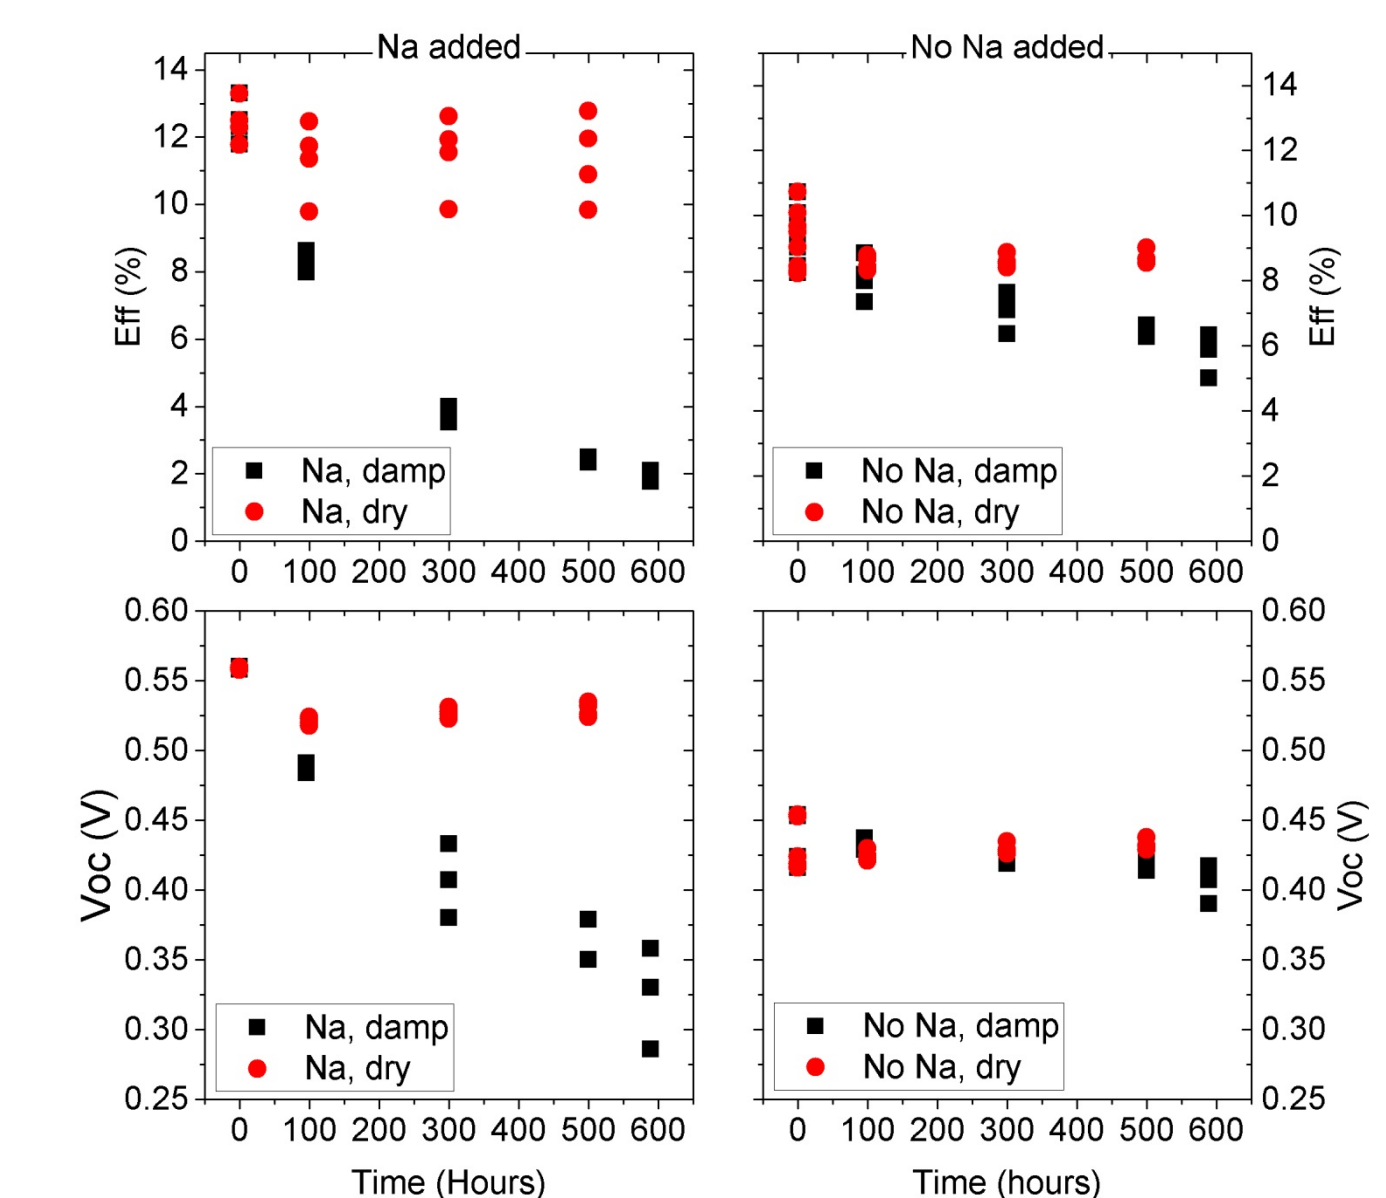 Na added
No Na added
14
12
10
8
6
4
2
0
Eff (%)
Na, damp
Na, dry
0 100 200 300 400 500 600
14
12
10
8
6
4
2
0
Eff (%)
No Na, damp
No Na, dry
0 100 200 300 400 500 600
0.60
0.55
0.50
0.45
0.40
0.35
0.30
0.25
Voc (V)
Na, damp
Na, dry
0 100 200 300 400 500 600
Time (Hours)
0.60
0.55
0.50
0.45
0.40
0.35
0.30
0.25
Voc (V)
No Na, damp
No Na, dry
0 100 200 300 400 500 600
Time (hours)